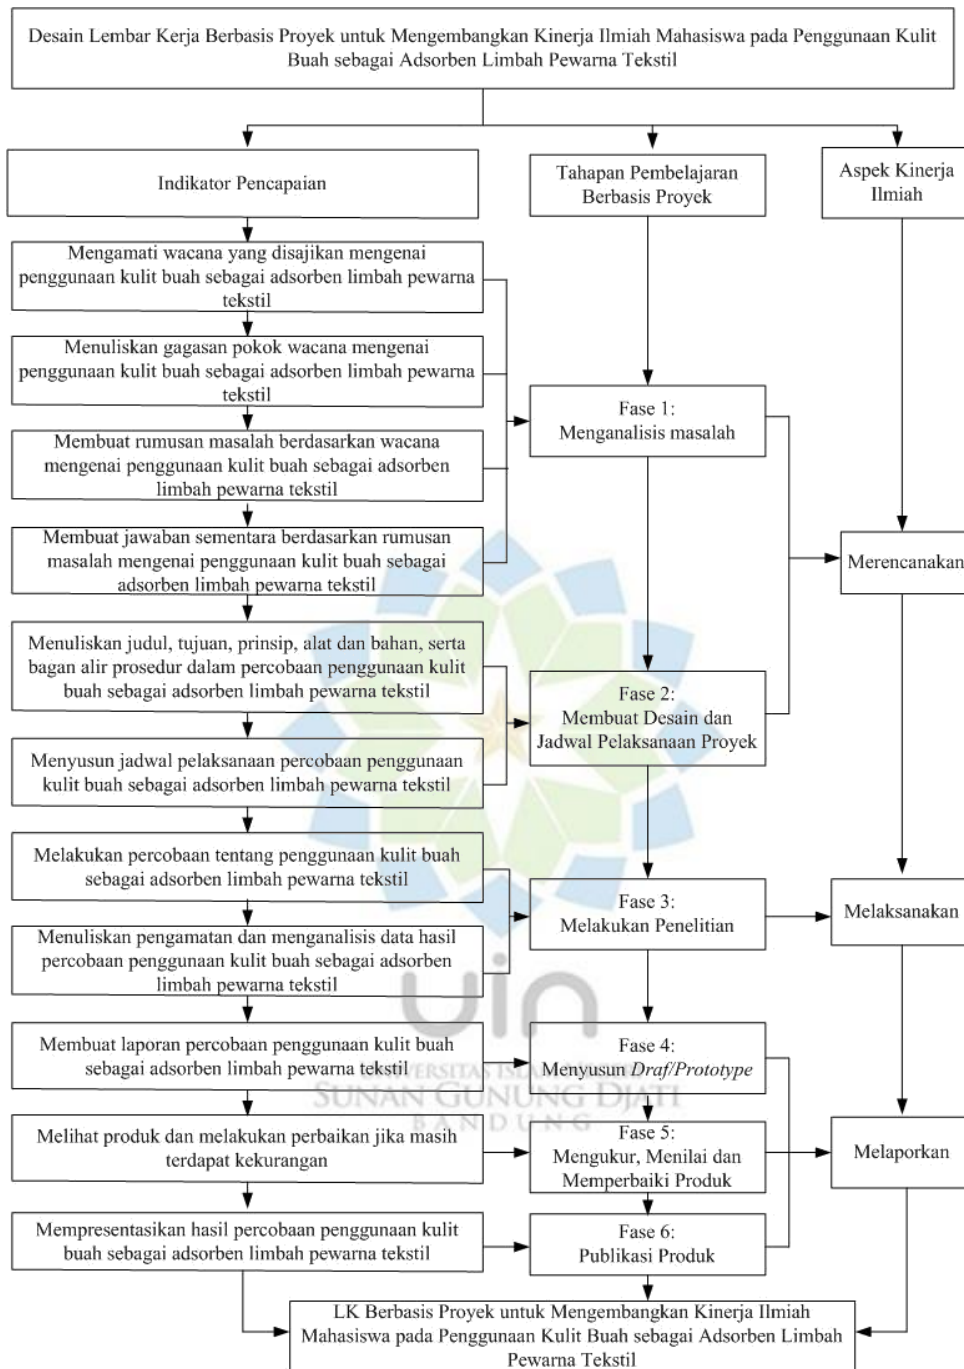 Desain Lembar Kerja Berbasis Proyek untuk Mengembangkan Kinerja Ilmiah Mahasiswa pada Penggunaan Kulit
Buah sebagai Adsorben Limbah Pewarna Tekstil
Indikator Pencapaian
Tahapan Pembelajaran
Berbasis Proyek
Aspek Kinerja
Ilmiah
Mengamati wacana yang disajikan mengenai
penggunaan kulit buah sebagai adsorben limbah pewarna
tekstil
Menuliskan gagasan pokok wacana mengenai
penggunaan kulit buah sebagai adsorben limbah pewarna
tekstil
Membuat rumusan masalah berdasarkan wacana
mengenai penggunaan kulit buah sebagai adsorben
limbah pewarna tekstil
Membuat jawaban sementara berdasarkan rumusan
masalah mengenai penggunaan kulit buah sebagai
adsorben limbah pewarna tekstil
Fase 1:
Menganalisis masalah
Merencanakan
Menuliskan judul, tujuan, prinsip, alat dan bahan, serta
bagan alir prosedur dalam percobaan penggunaan kulit
buah sebagai adsorben limbah pewarna tekstil
Menyusun jadwal pelaksanaan percobaan penggunaan
kulit buah sebagai adsorben limbah pewarna tekstil
Fase 2:
Membuat Desain dan
Jadwal Pelaksanaan Proyek
Melakukan percobaan tentang penggunaan kulit buah
sebagai adsorben limbah pewarna tekstil
Menuliskan pengamatan dan menganalisis data hasil
percobaan penggunaan kulit buah sebagai adsorben
limbah pewarna tekstil
Fase 3:
Melakukan Penelitian
Melaksanakan
uin
UNIVERSITAS ISLAM NEGERI
SUNAN GUNUNG DJATI
BANDUNG
Membuat laporan percobaan penggunaan kulit buah
sebagai adsorben limbah pewarna tekstil
Fase 4:
Menyusun Draf/Prototype
Melihat produk dan melakukan perbaikan jika masih
terdapat kekurangan
Fase 5:
Mengukur, Menilai dan
Memperbaiki Produk
Melaporkan
Mempresentasikan hasil percobaan penggunaan kulit
buah sebagai adsorben limbah pewarna tekstil
Fase 6:
Publikasi Produk
LK Berbasis Proyek untuk Mengembangkan Kinerja Ilmiah
Mahasiswa pada Penggunaan Kulit Buah sebagai Adsorben Limbah
Pewarna Tekstil